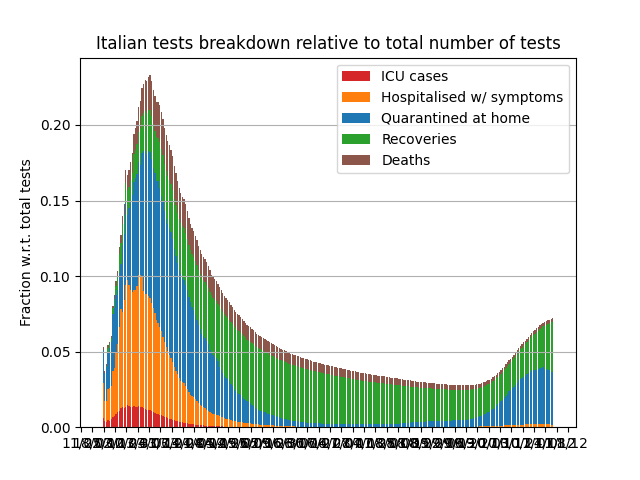 Italian tests breakdown relative to total number of tests
ICU cases
Hospitalised w/ symptoms
Quarantined at home
Recoveries
Deaths
0.20
0.15
0.10
0.05
0.00
Fraction w.r.t. total tests